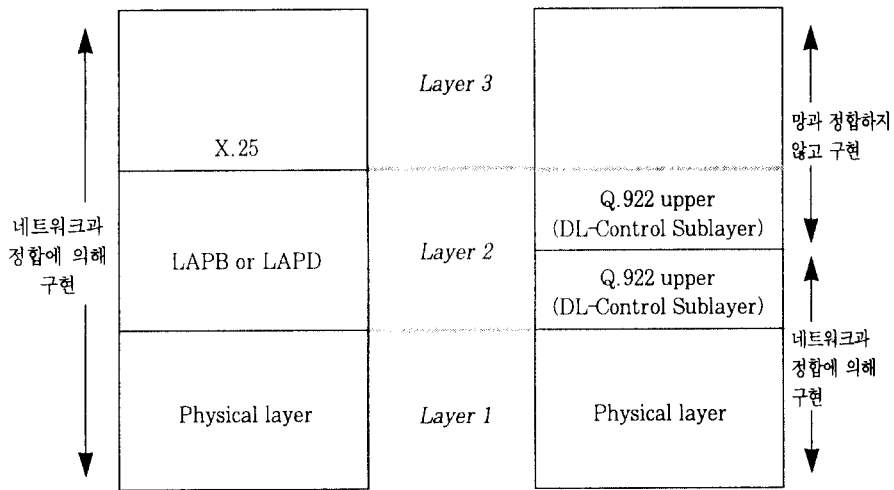 네트워크과
정합에 의해
구현
X.25
LAPB or LAPD
Physical layer
Layer 3
Layer 2
Layer 1
Q.922 upper
(DL-Control Sublayer)
Q.922 upper
(DL-Control Sublayer)
Physical layer
망과 정합하지
않고 구현
네트워크과
정합에 의해
구현